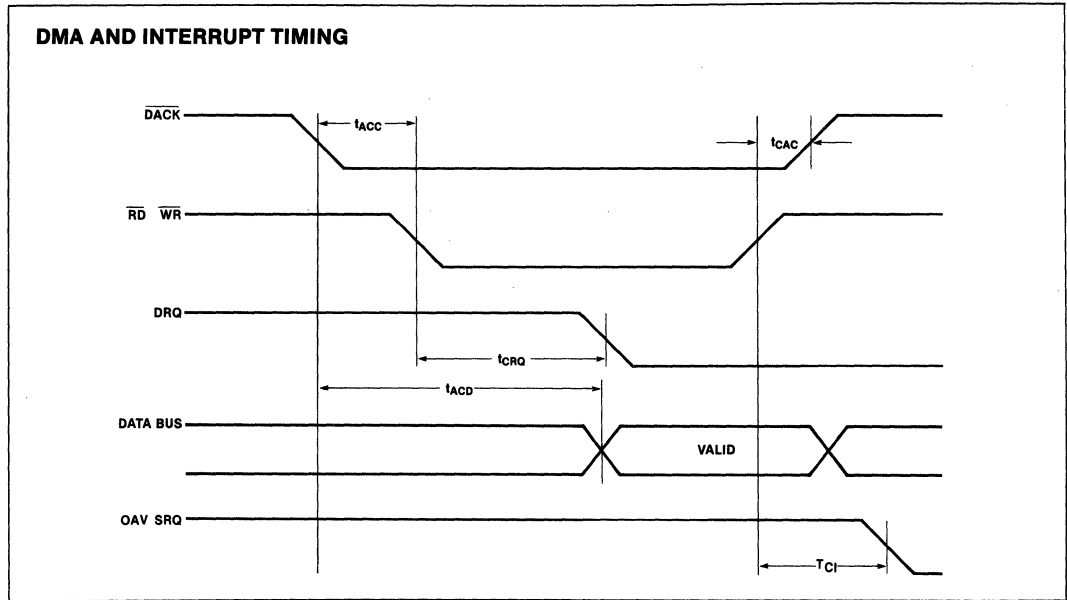 DMA AND INTERRUPT TIMING
DACK
tACC
tCAC
RD WR
DRQ
tCRQ
tACD
DATA BUS
VALID
OAV SRQ
TCI